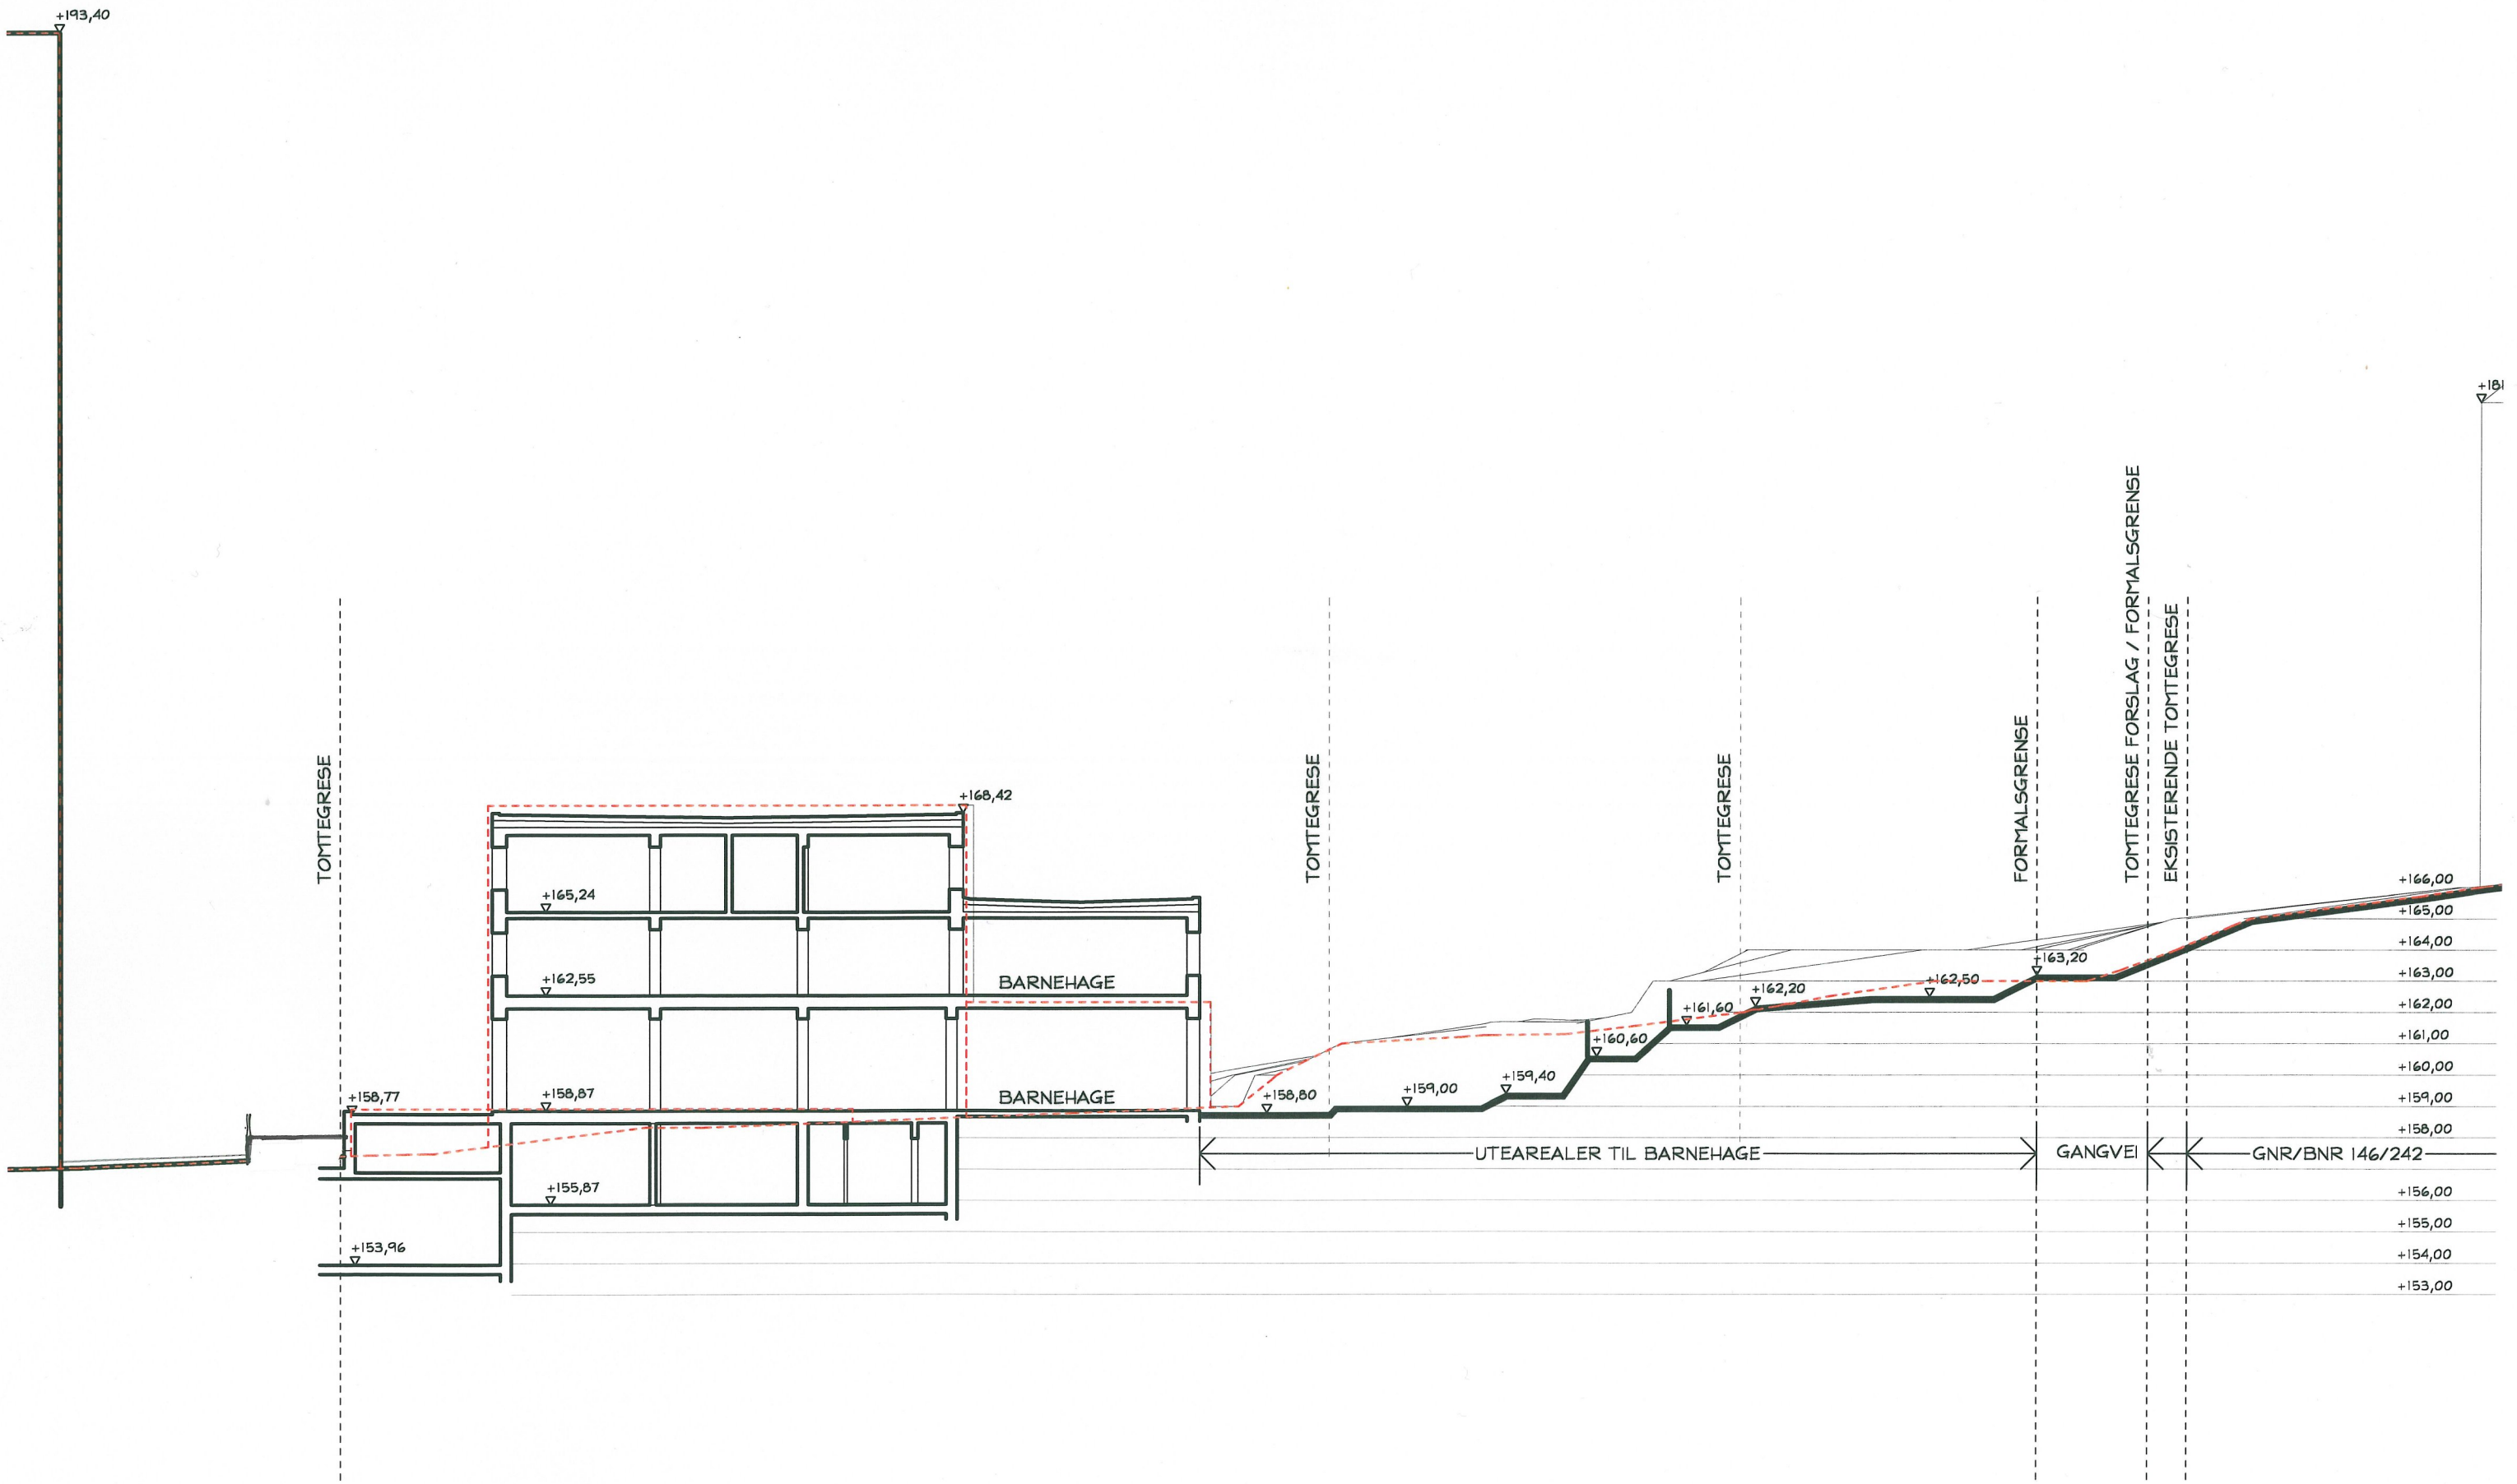 +193,40
+181
TOMTEGRESE FORSLAG / FORMALSGRENSE
EKSISTERENDE TOMTEGRESE
FORMALSGRENSE
TOMTEGRESE
TOMTEGRESE
TOMTEGRESE
+168,42
+165,24
+162,55
BARNEHAGE
+158,87
BARNEHAGE
+158,77
+155,87
+153,96
+158,80
+159,00
+159,40
+160,60
+161,60
+162,20
+162,50
+163,20
+166,00
+165,00
+164,00
+163,00
+162,00
+161,00
+160,00
+159,00
+158,00
UTEAREALER TIL BARNEHAGE
GANGVEI
GNR/BNR 146/242
+156,00
+155,00
+154,00
+153,00